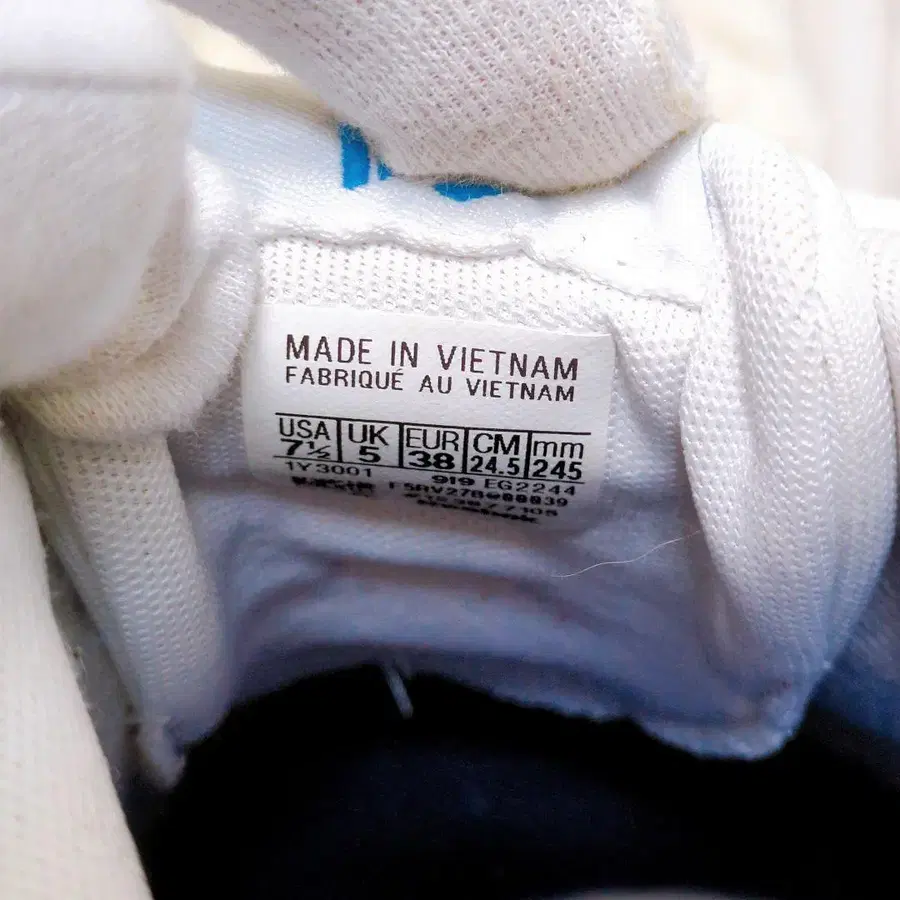 MADE IN VIETNAM
FABRIQUÉ AU VIETNAM
USA UK EUR CM mm
7½ 5 38 24.5 245
1Y3001 919 EG2244